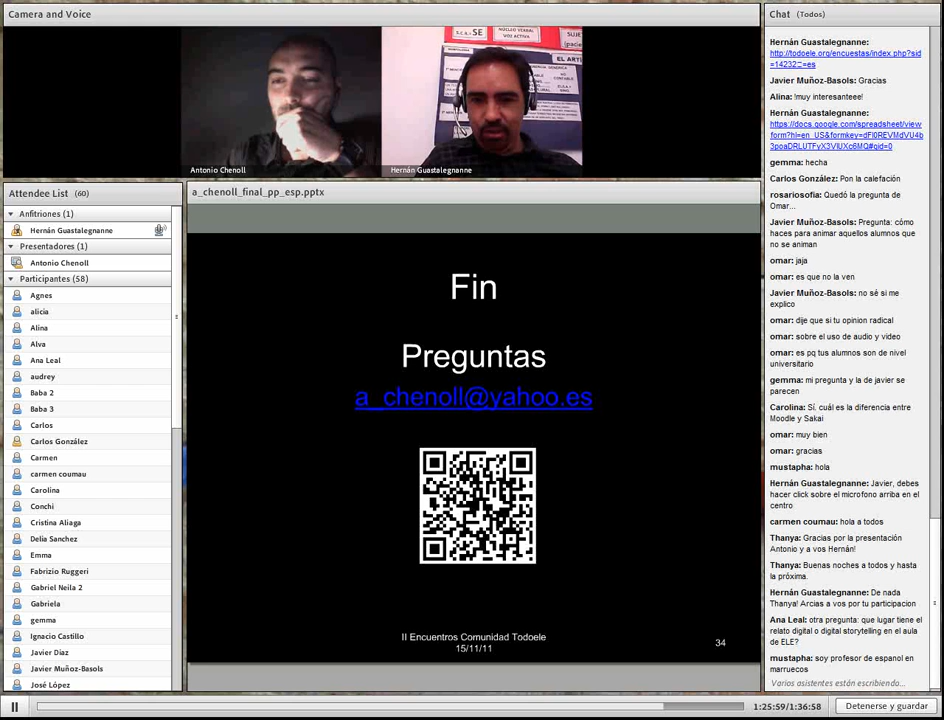 Camera and Voice
S.C.A. SE
NÚCLEO VERBAL
VOZ ACTIVA
EL ARTI
Antonio Chenoll
Hernán Guastalegnanne
Attendee List (60)
Anfitriones (1)
Hernán Guastalegnanne
Presentadores (1)
Antonio Chenoll
Participantes (58)
Agnes
alicia
Alina
Alva
Ana Leal
audrey
Baba 2
Baba 3
Carlos
Carlos González
Carmen
carmen coumau
Carolina
Conchi
Cristina Aliaga
Delia Sanchez
Emma
Fabrizio Ruggeri
Gabriel Neila 2
Gabriela
gemma
Ignacio Castillo
Javier Diaz
Javier Muñoz-Basols
José López
a_chenoll_final_pp_esp.pptx
Fin
Preguntas
a_chenoll@yahoo.es
II Encuentros Comunidad Todoele
15/11/11
34
Chat (Todos)
Hernán Guastalegnanne:
http://todoele.org/encuestas/index.php?sid
Javier Muñoz-Basols: Gracias
Alina: !muy interesanteee!
Hernán Guastalegnanne:
https://docs.google.com/spreadsheet/view
gemma: hecha
Carlos González: Pon la calefación
rosariosofia: Quedó la pregunta de
Omar...
Javier Muñoz-Basols: Pregunta: cómo
haces para animar aquellos alumnos que
no se animan
omar: jaja
omar: es que no la ven
Javier Muñoz-Basols: no sé si me
explico
omar: dije que si tu opinion radical
omar: sobre el uso de audio y video
omar: es pq tus alumnos son de nivel
universitario
gemma: mi pregunta y la de javier se
parecen
Carolina: Sí, cuál es la diferencia entre
Moodle y Sakai
omar: muy bien
omar: gracias
mustapha: hola
Hernán Guastalegnanne: Javier, debes
hacer click sobre el microfono arriba en el
centro
carmen coumau: hola a todos
Thanya: Gracias por la presentación
Antonio y a vos Hernán!
Thanya: Buenas noches a todos y hasta
la próxima.
Hernán Guastalegnanne: De nada
Thanya! Arcias a vos por tu participacion
Ana Leal: otra pregunta: que lugar tiene el
relato digital o digital storytelling en el aula
de ELE?
mustapha: soy profesor de espanol en
marruecos
Varios asistentes están escribiendo...
1:25:59/1:36:58
Detenerse y guardar